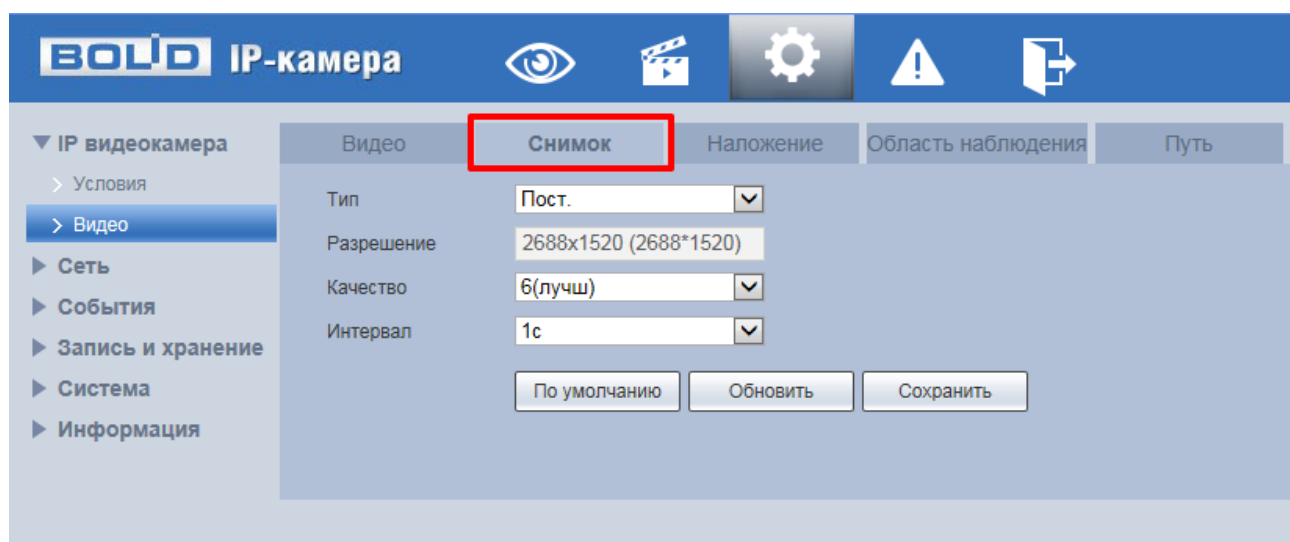 BOLID IP-камера
IP видеокамера
Условия
Видео
Сеть
События
Запись и хранение
Система
Информация
Видео
Снимок
Наложение
Область наблюдения
Путь
Тип
Пост.
Разрешение
2688x1520 (2688*1520)
Качество
6(лучш)
Интервал
1с
По умолчанию
Обновить
Сохранить